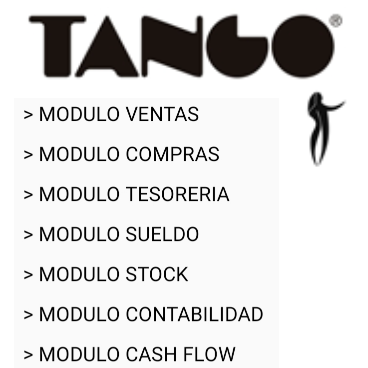 TANGO®
> MODULO VENTAS
> MODULO COMPRAS
> MODULO TESORERIA
> MODULO SUELDO
> MODULO STOCK
> MODULO CONTABILIDAD
> MODULO CASH FLOW